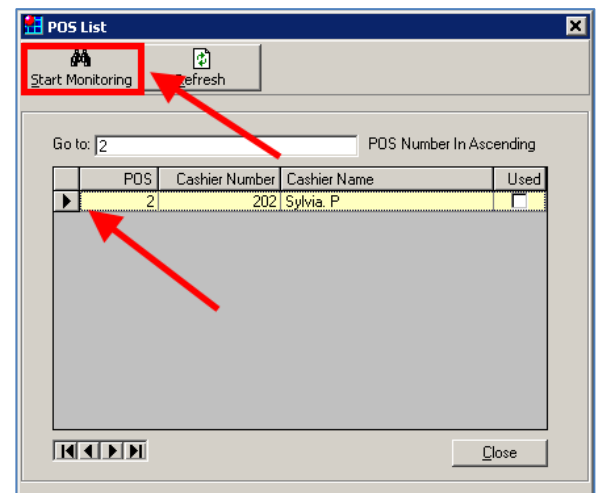 POS List
Start Monitoring Refresh
Go to: 2 POS Number In Ascending
POS Cashier Number Cashier Name Used
2 202 Sylvia. P
Close